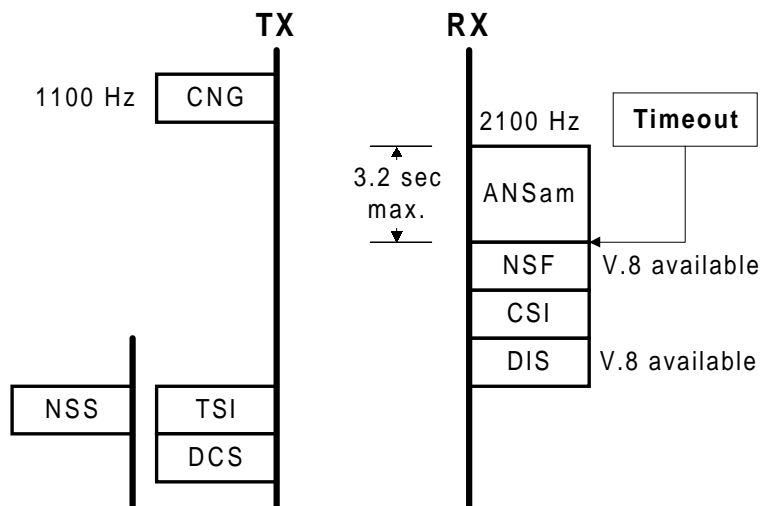 TX
RX
1100 Hz
CNG
2100 Hz
Timeout
3.2 sec
max.
ANSam
NSF
V.8 available
CSI
DIS
V.8 available
NSS
TSI
DCS